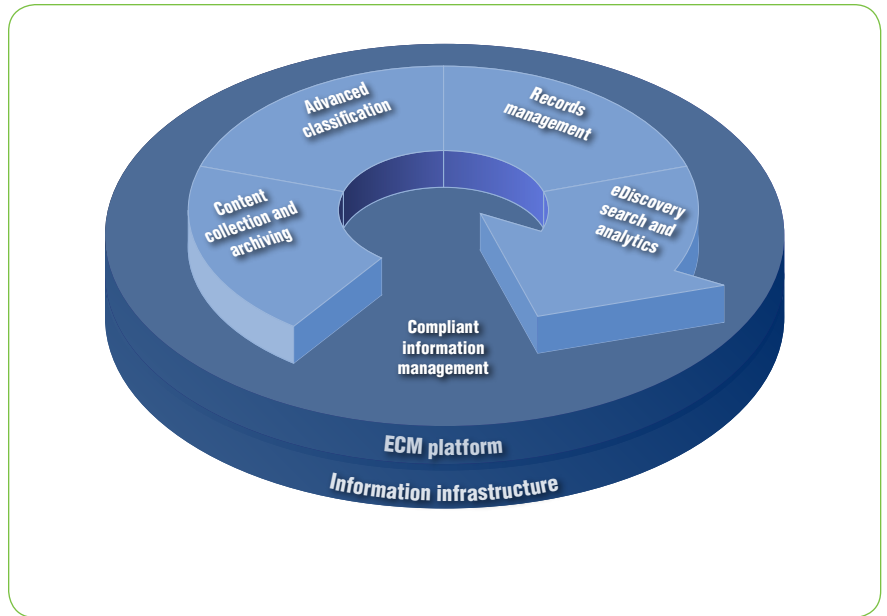 Advanced
classification
Records
management
Content
collection and
archiving
eDiscovery
search and
analytics
Compliant
information
management
ECM platform
Information infrastructure